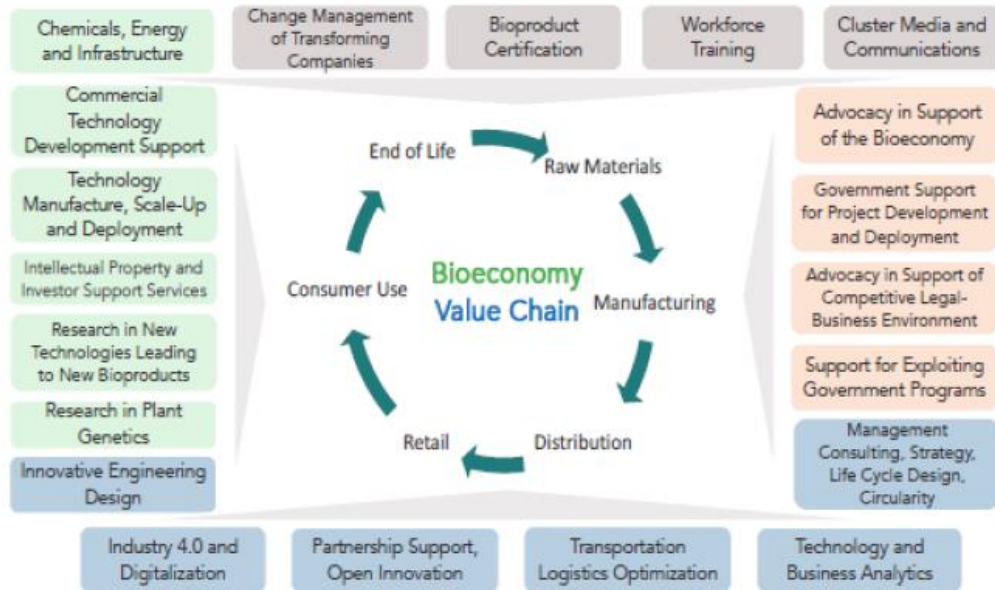 Chemicals, Energy
and Infrastructure
Change Management
of Transforming
Companies
Bioproduct
Certification
Workforce
Training
Cluster Media and
Communications
Commercial
Technology
Development Support
Technology
Manufacture, Scale-Up
and Deployment
Intellectual Property and
Investor Support Services
Research in New
Technologies Leading
to New Bioproducts
Research in Plant
Genetics
Innovative Engineering
Design
End of Life
Raw Materials
Consumer Use
Bioeconomy
Value Chain
Manufacturing
Retail
Distribution
Advocacy in Support
of the Bioeconomy
Government Support
for Project Development
and Deployment
Advocacy in Support of
Competitive Legal-
Business Environment
Support for Exploiting
Government Programs
Management
Consulting, Strategy,
Life Cycle Design,
Circularity
Industry 4.0 and
Digitalization
Partnership Support,
Open Innovation
Transportation
Logistics Optimization
Technology and
Business Analytics